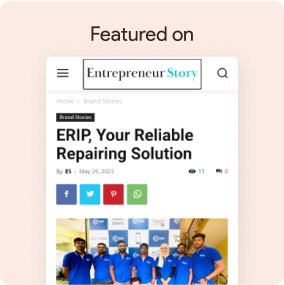 Featured on
Entrepreneur Story
Home › Brand Stories
Brand Stories
ERIP, Your Reliable
Repairing Solution
By ES - May 29, 2023 11 0